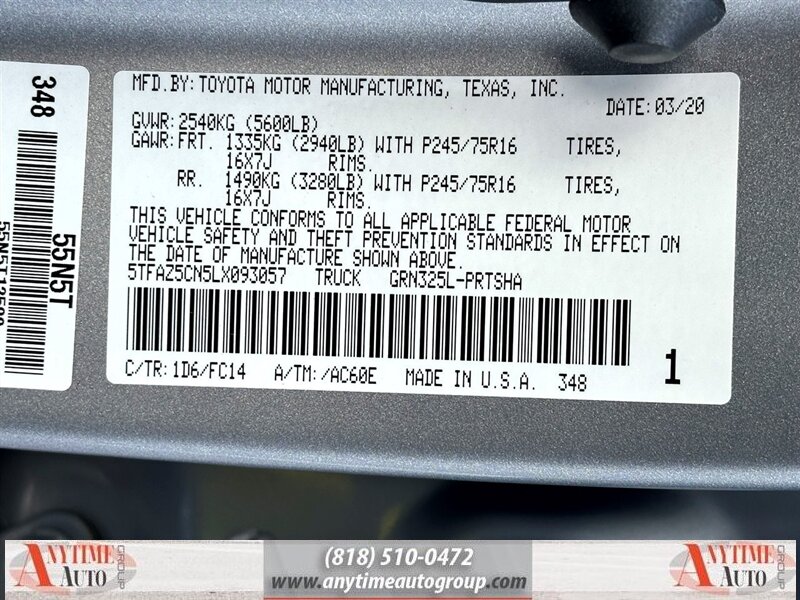 348
55N5T
MFD.BY: TOYOTA MOTOR MANUFACTURING, TEXAS, INC.
DATE: 03/20
GVWR: 2540KG (5600LB)
GAWR: FRT. 1335KG (2940LB) WITH P245/75R16 TIRES,
16X7J RIMS.
RR. 1490KG (3280LB) WITH P245/75R16 TIRES,
16X7J RIMS.
THIS VEHICLE CONFORMS TO ALL APPLICABLE FEDERAL MOTOR
VEHICLE SAFETY AND THEFT PREVENTION STANDARDS IN EFFECT ON
THE DATE OF MANUFACTURE SHOWN ABOVE.
5TFAZ5CN5LX093057 TRUCK GRN325L-PRTSHA
C/TR: 1D6/FC14 A/TM: /AC60E MADE IN U.S.A. 348
1
ANYTIME
AUTO
GROUP
(818) 510-0472
www.anytimeautogroup.com
ANYTIME
AUTO
GROUP